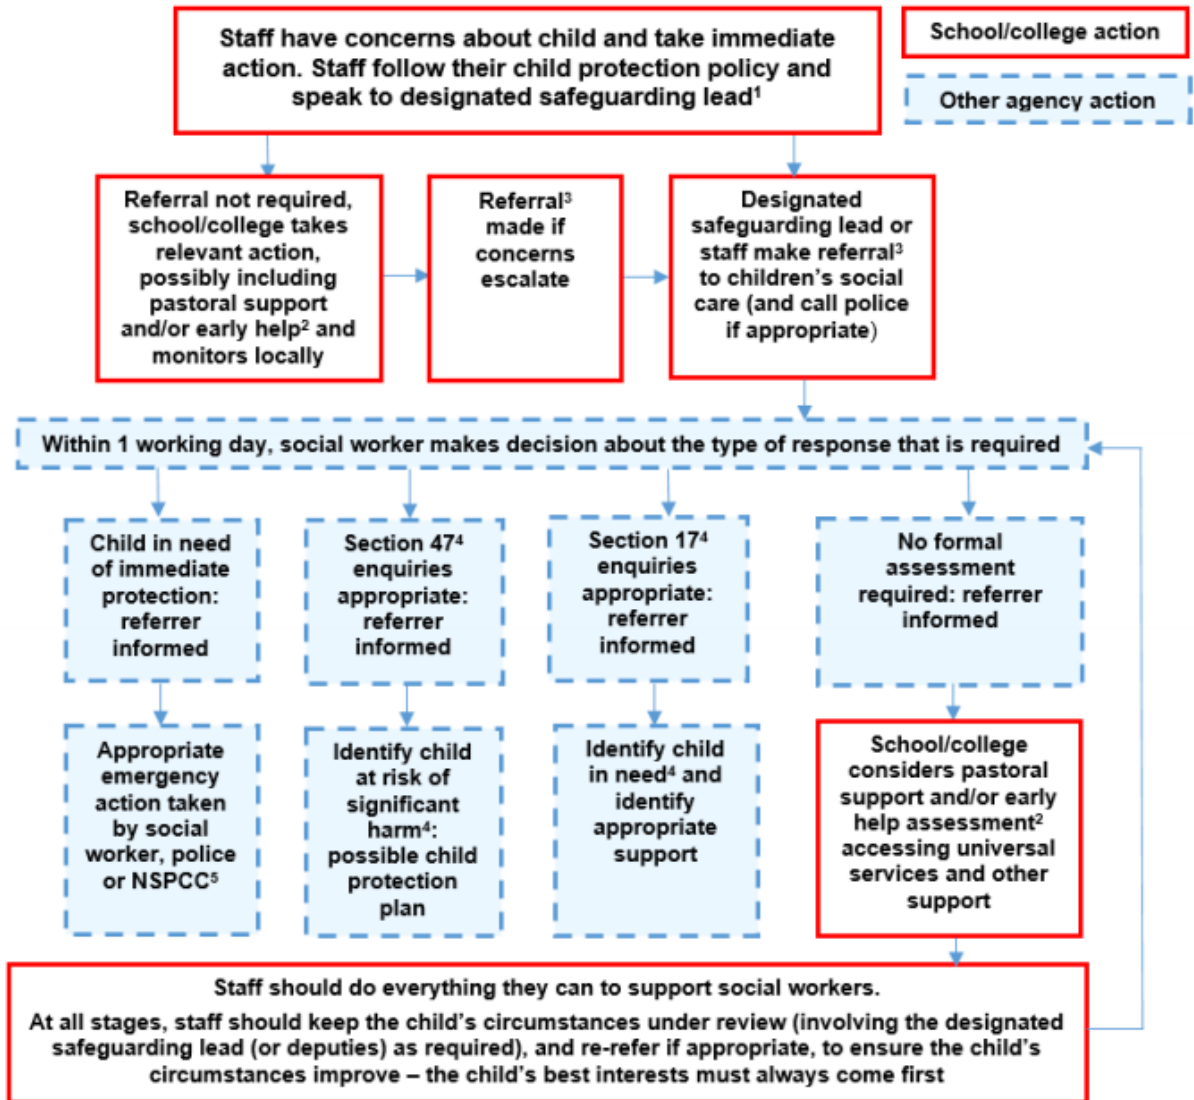 Staff have concerns about child and take immediate
action. Staff follow their child protection policy and
speak to designated safeguarding lead¹
School/college action
Other agency action
Referral not required,
school/college takes
relevant action,
possibly including
pastoral support
and/or early help² and
monitors locally
Referral³
made if
concerns
escalate
Designated
safeguarding lead or
staff make referral³
to children’s social
care (and call police
if appropriate)
Within 1 working day, social worker makes decision about the type of response that is required
Child in need
of immediate
protection:
referrer
informed
Section 47⁴
enquiries
appropriate:
referrer
informed
Section 17⁴
enquiries
appropriate:
referrer
informed
No formal
assessment
required: referrer
informed
Appropriate
emergency
action taken
by social
worker, police
or NSPCC⁵
Identify child
at risk of
significant
harm⁴:
possible child
protection
plan
Identify child
in need⁴ and
identify
appropriate
support
School/college
considers pastoral
support and/or early
help assessment²
accessing universal
services and other
support
Staff should do everything they can to support social workers.
At all stages, staff should keep the child’s circumstances under review (involving the designated
safeguarding lead (or deputies) as required), and re-refer if appropriate, to ensure the child’s
circumstances improve – the child’s best interests must always come first